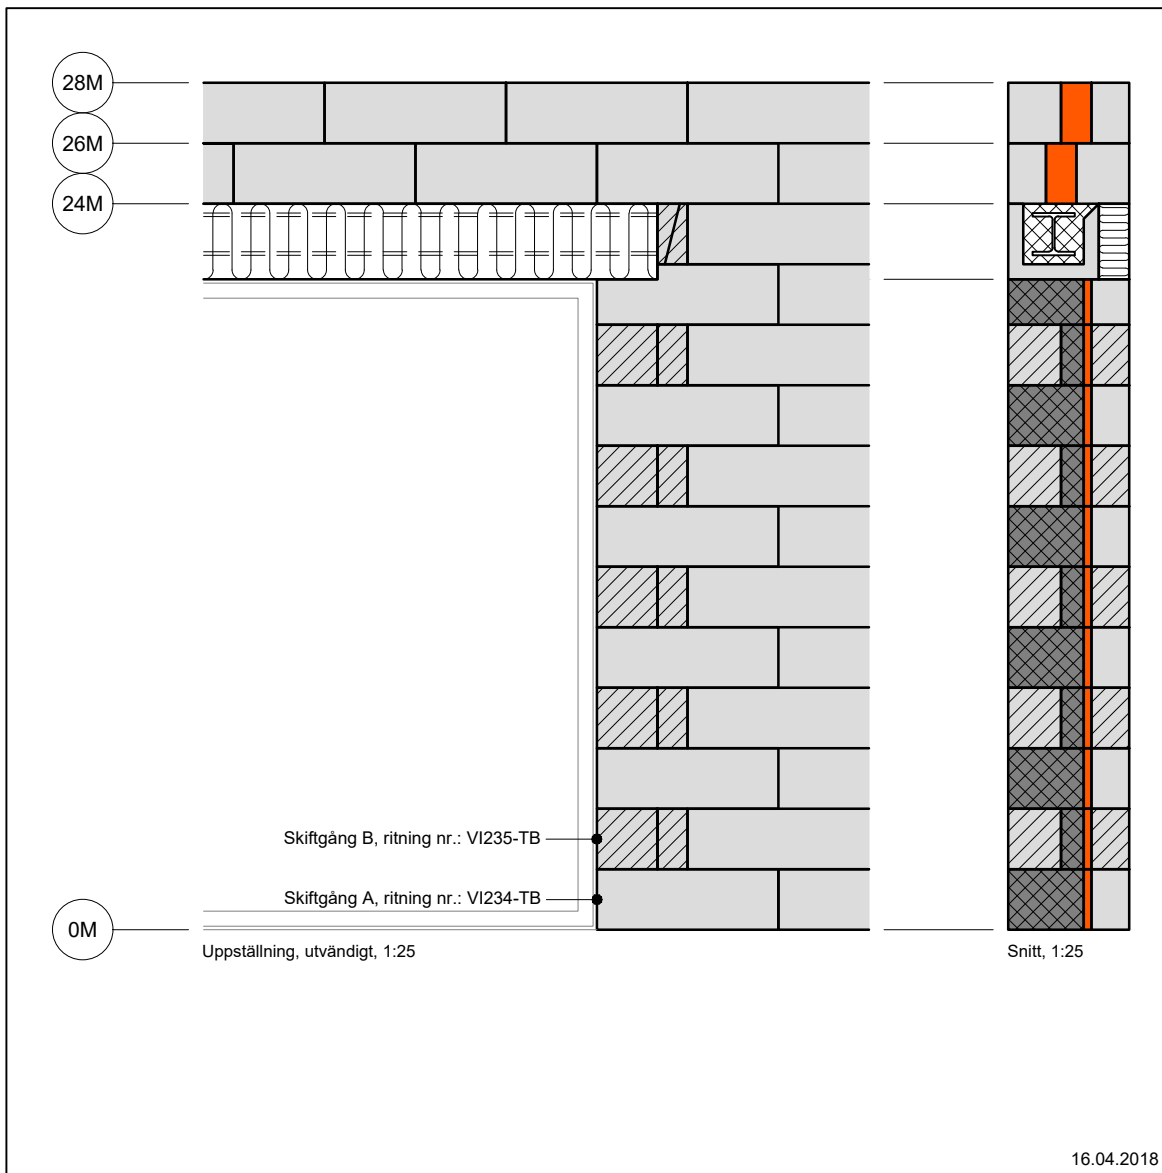 28M
26M
24M
Skiftgång B, ritning nr.: VI235-TB
Skiftgång A, ritning nr.: VI234-TB
0M
Uppställning, utvändigt, 1:25
Snitt, 1:25
16.04.2018